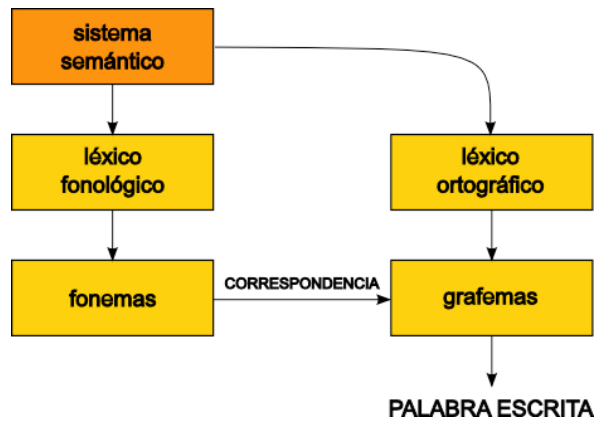 sistema
semántico
léxico
fonológico
léxico
ortográfico
fonemas
CORRESPONDENCIA
grafemas
PALABRA ESCRITA